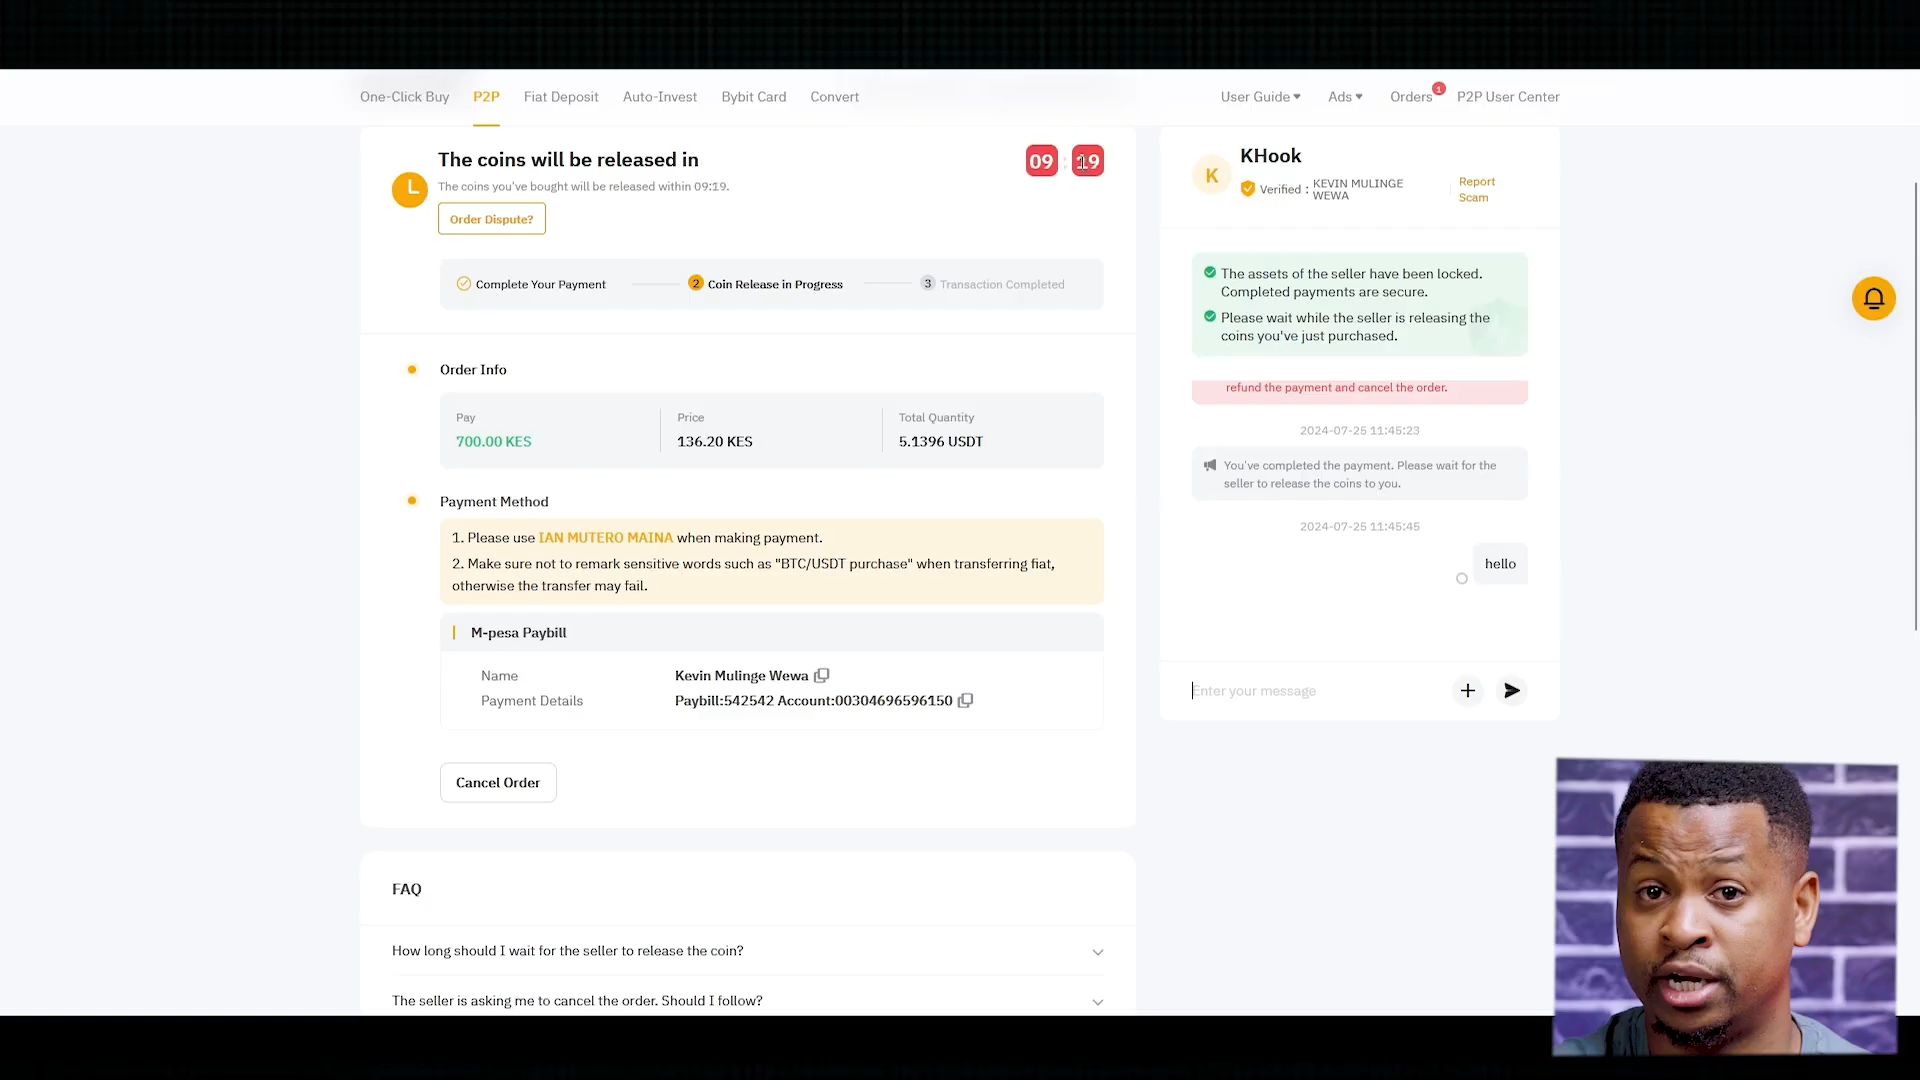 One-Click Buy P2P Fiat Deposit Auto-Invest Bybit Card Convert User Guide Ads Orders 1 P2P User Center
The coins will be released in
09 : 19
The coins you've bought will be released within 09:19.
Order Dispute?
Complete Your Payment 2 Coin Release in Progress 3 Transaction Completed
Order Info
Pay Price Total Quantity
700.00 KES 136.20 KES 5.1396 USDT
Payment Method
1. Please use IAN MUTERO MAINA when making payment.
2. Make sure not to remark sensitive words such as "BTC/USDT purchase" when transferring fiat,
otherwise the transfer may fail.
M-pesa Paybill
Name Kevin Mulinge Wewa
Payment Details Paybill:542542 Account:00304696596150
Cancel Order
FAQ
How long should I wait for the seller to release the coin?
The seller is asking me to cancel the order. Should I follow?
K
KHook
Verified : KEVIN MULINGE
WEWA
Report
Scam
The assets of the seller have been locked.
Completed payments are secure.
Please wait while the seller is releasing the
coins you've just purchased.
refund the payment and cancel the order.
2024-07-25 11:45:23
You've completed the payment. Please wait for the
seller to release the coins to you.
2024-07-25 11:45:45
hello
Enter your message